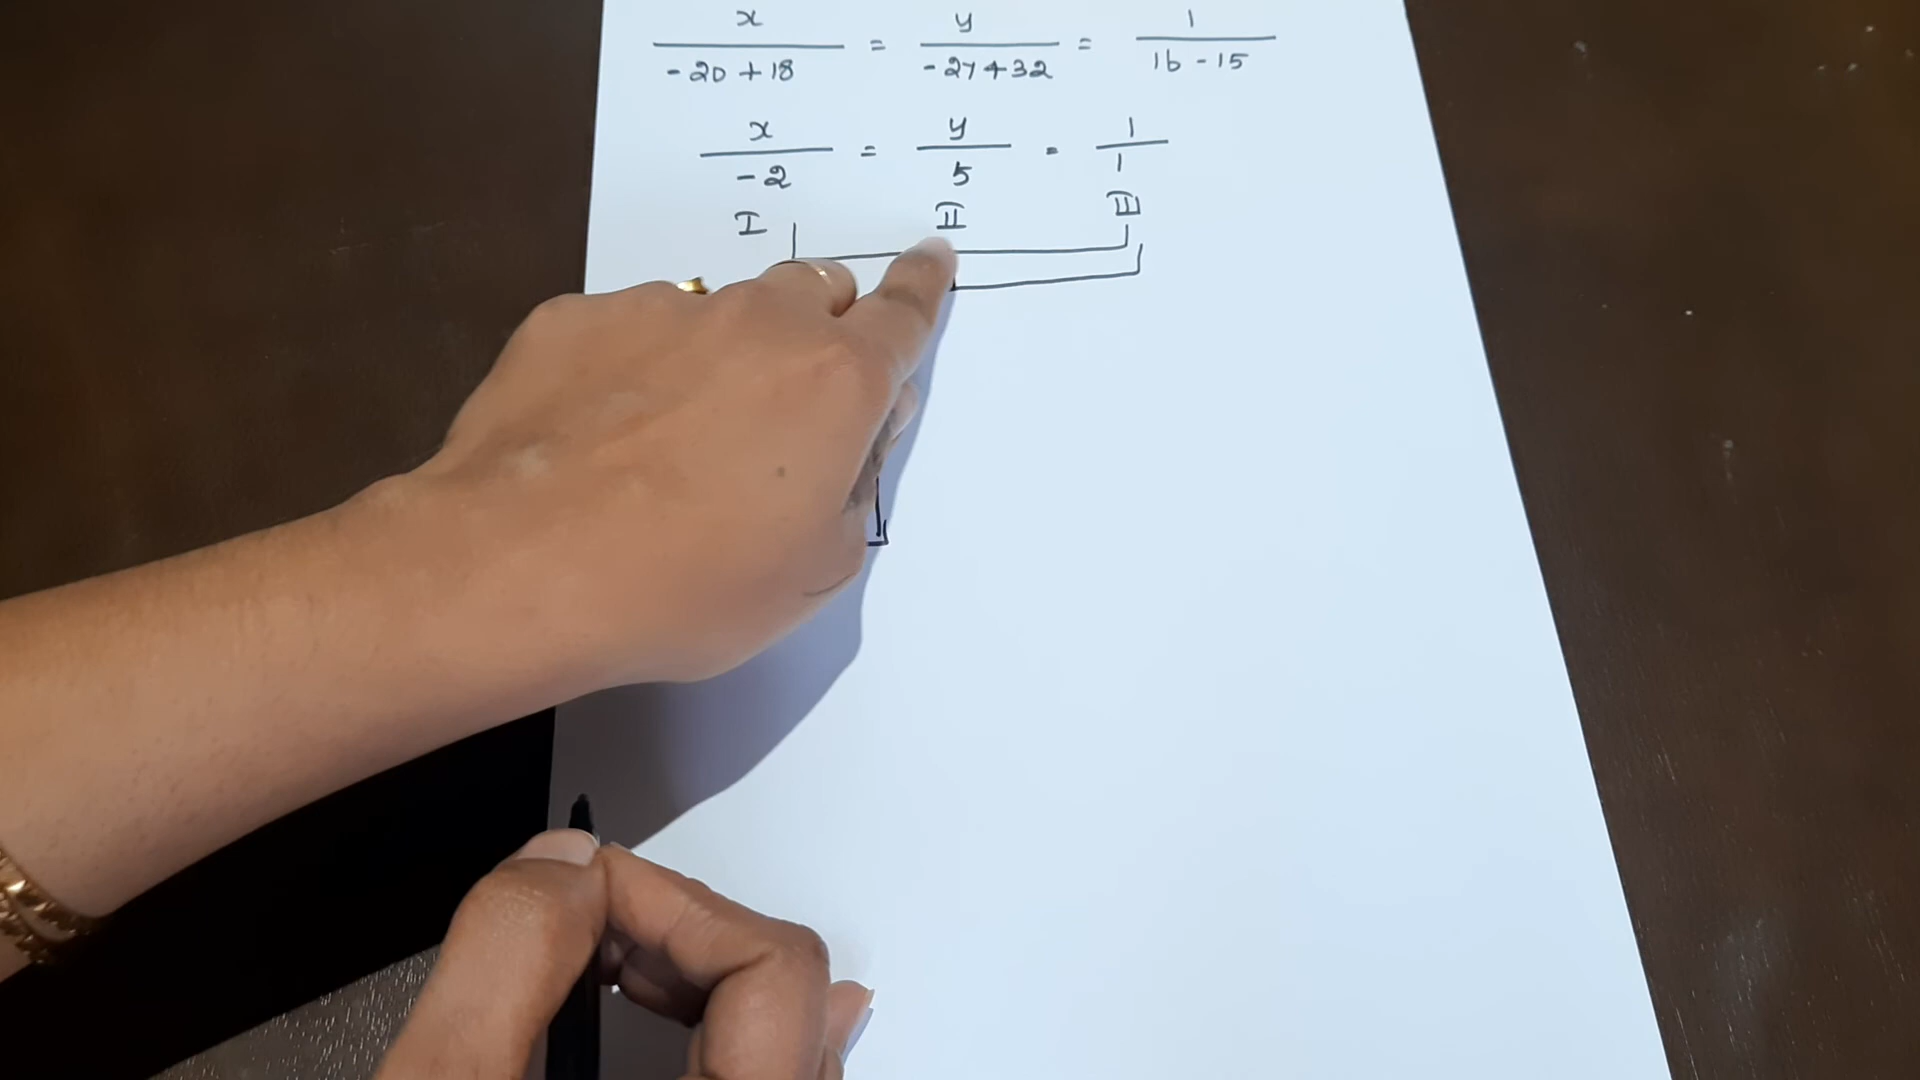 x = y = 1
-20 + 18 -27 + 32 16 - 15
x = y = 1
-2 5 1
I II III